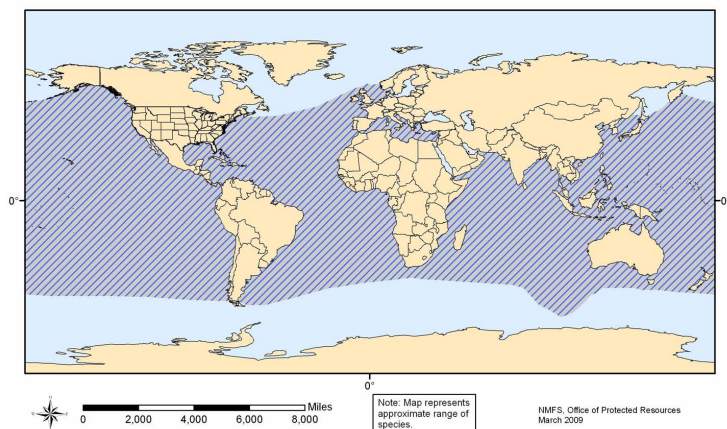 0°
0
0°
Miles
0 2,000 4,000 6,000 8,000
Note: Map represents
approximate range of
species.
NMFS, Office of Protected Resources
March 2009